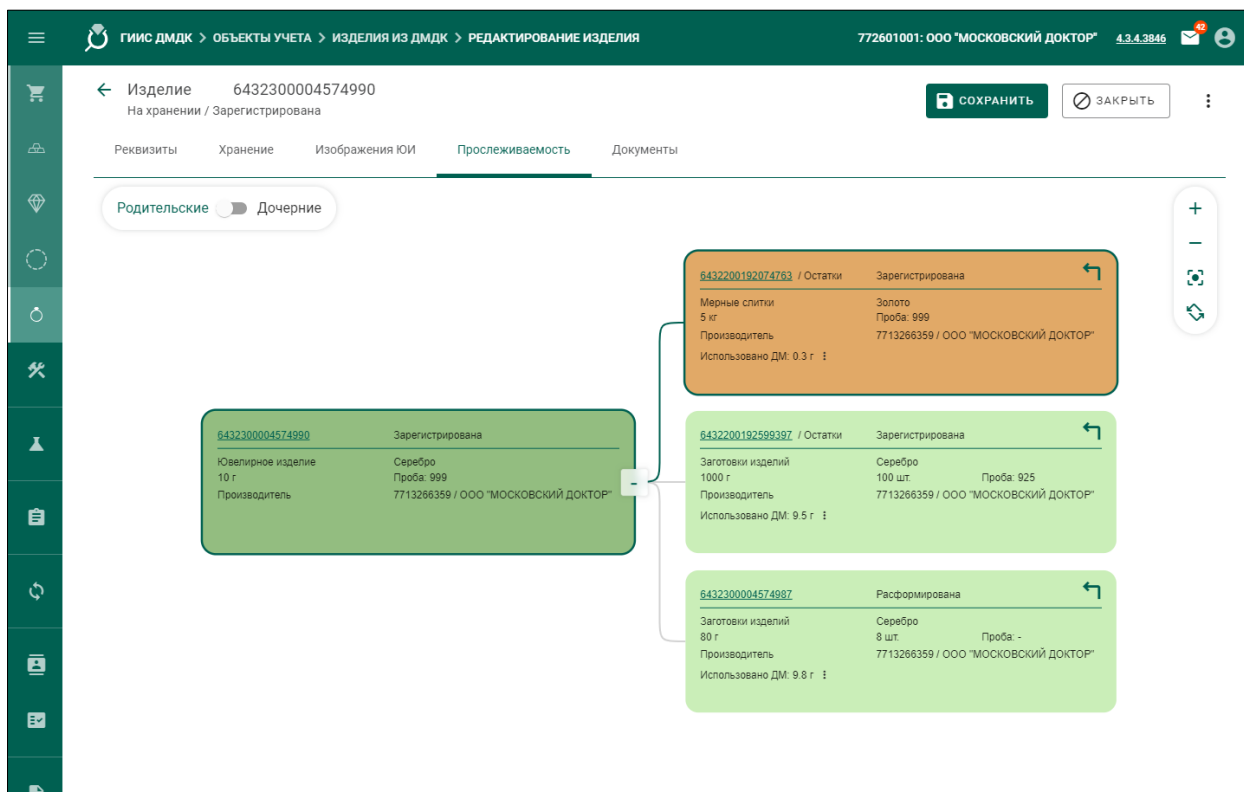 ГИИС ДМДК > ОБЪЕКТЫ УЧЕТА > ИЗДЕЛИЯ ИЗ ДМДК > РЕДАКТИРОВАНИЕ ИЗДЕЛИЯ
772601001: ООО "МОСКОВСКИЙ ДОКТОР" 4.3.4.3846 42
Изделие 6432300004574990
На хранении / Зарегистрирована
СОХРАНИТЬ ЗАКРЫТЬ
Реквизиты Хранение Изображения ЮИ Прослеживаемость Документы
Родительские Дочерние
6432200192074763 / Остатки Зарегистрирована
Мерные слитки Золото
5 кг Проба: 999
Производитель 7713266359 / ООО "МОСКОВСКИЙ ДОКТОР"
Использовано ДМ: 0.3 г
6432300004574990 Зарегистрирована
Ювелирное изделие Серебро
10 г Проба: 999
Производитель 7713266359 / ООО "МОСКОВСКИЙ ДОКТОР"
6432200192599397 / Остатки Зарегистрирована
Заготовки изделий Серебро
1000 г 100 шт. Проба: 925
Производитель 7713266359 / ООО "МОСКОВСКИЙ ДОКТОР"
Использовано ДМ: 9.5 г
6432300004574987 Расформирована
Заготовки изделий Серебро
80 г 8 шт. Проба: -
Производитель 7713266359 / ООО "МОСКОВСКИЙ ДОКТОР"
Использовано ДМ: 9.8 г